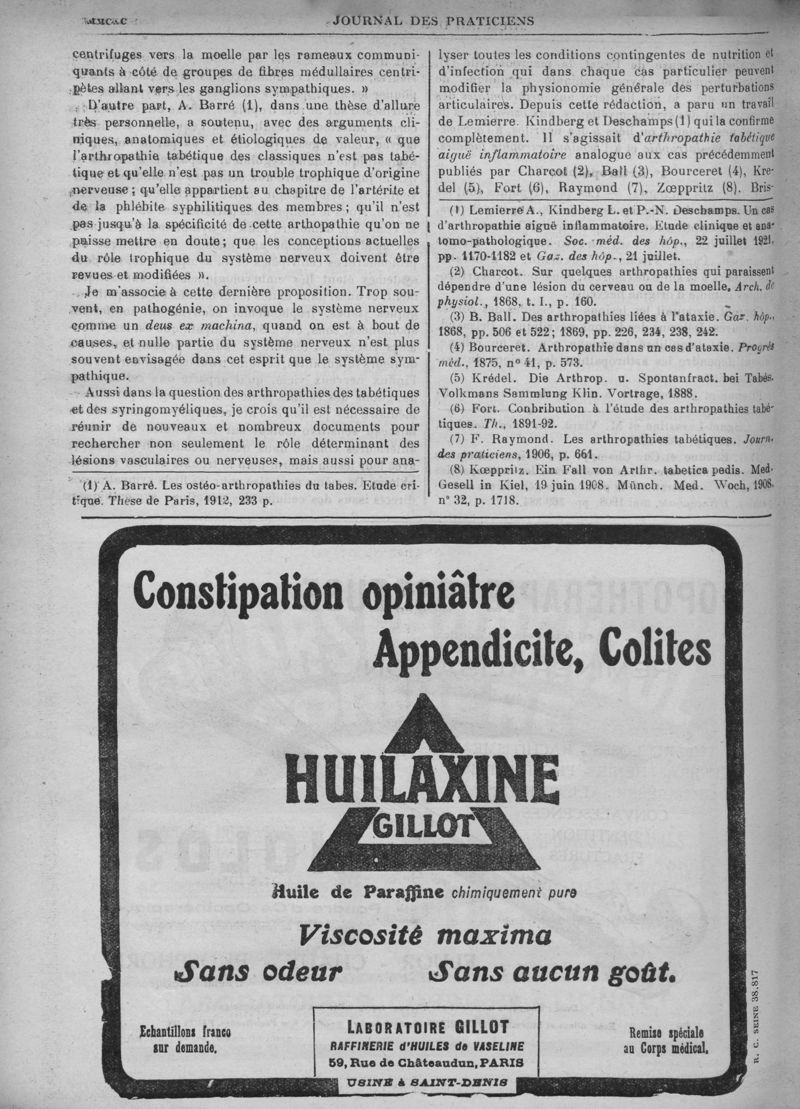 JOURNAL DES PRATICIENS
centrifuges vers la moelle par les rameaux communi-
quants à côté de groupes de fibres médullaires centri-
pètes allant vers les ganglions sympathiques. »
D'autre part, A. Barré (1), dans une thèse d'allure
très personnelle, a soutenu, avec des arguments cli-
niques, anatomiques et étiologiques de valeur, « que
l'arthropathie tabétique des classiques n'est pas tabé-
tique et qu'elle n'est pas un trouble trophique d'origine
nerveuse ; qu'elle appartient au chapitre de l'artérite et
de la phlébite syphilitiques des membres ; qu'il n'est
pas jusqu'à la spécificité de cette arthopathie qu'on ne
puisse mettre en doute ; que les conceptions actuelles
du rôle trophique du système nerveux doivent être
revues et modifiées ».
Je m'associe à cette dernière proposition. Trop sou-
vent, en pathogénie, on invoque le système nerveux
comme un deus ex machina, quand on est à bout de
causes, et nulle partie du système nerveux n'est plus
souvent envisagée dans cet esprit que le système sym-
pathique.
Aussi dans la question des arthropathies des tabétiques
et des syringomyéliques, je crois qu'il est nécessaire de
réunir de nouveaux et nombreux documents pour
rechercher non seulement le rôle déterminant des
lésions vasculaires ou nerveuses, mais aussi pour ana-
(1) A. Barré. Les ostéo-arthropathies du tabes. Etude cri-
tique. Thèse de Paris, 1912, 233 p.
lyser toutes les conditions contingentes de nutrition et
d'infection qui dans chaque cas particulier peuvent
modifier la physionomie générale des perturbations
articulaires. Depuis cette rédaction, a paru un travail
de Lemierre. Kindberg et Deschamps (1) qui la confirme
complètement. Il s'agissait d'arthropathie tabétique
aiguë inflammatoire analogue aux cas précédemment
publiés par Charcot (2), Ball (3), Bourceret (4), Kre-
del (5), Fort (6), Raymond (7), Zœppritz (8). Bris-
(1) Lemierre A., Kindberg L. et P.-N. Deschamps. Un cas
d'arthropathie aiguë inflammatoire. Etude clinique et ana-
tomo-pathologique. Soc. méd. des hôp., 22 juillet 1921,
pp. 1170-1182 et Gaz. des hôp., 21 juillet.
(2) Charcot. Sur quelques arthropathies qui paraissent
dépendre d'une lésion du cerveau ou de la moelle, Arch. de
physiol., 1868, t. I., p. 160.
(3) B. Ball. Des arthropathies liées à l'ataxie. Gaz. hôp.,
1868, pp. 506 et 522 ; 1869, pp. 226, 234, 238, 242.
(4) Bourceret. Arthropathie dans un cas d'ataxie. Progrès
méd., 1875, n° 41, p. 573.
(5) Krédel. Die Arthrop. u. Spontanfract. bei Tabés.
Volkmans Sammlung Klin. Vortrage, 1888.
(6) Fort. Conbribution à l'étude des arthropathies tabé-
tiques. Th., 1891-92.
(7) F. Raymond. Les arthropathies tabétiques. Journ.
des praticiens, 1906, p. 661.
(8) Kœppritz. Ein Fall von Arthr. tabetica pedis. Med.
Gesell in Kiel, 19 juin 1908. Münch. Med. Woch, 1908.
n° 32, p. 1718.
Constipation opiniâtre
Appendicite, Colites
HUILAXINE
GILLOT
Huile de Paraffine chimiquement pure
Viscosité maxima
Sans odeur Sans aucun goût.
Echantillons franco
sur demande.
LABORATOIRE GILLOT
RAFFINERIE d'HUILES de VASELINE
59, Rue de Châteaudun, PARIS
USINE à SAINT-DENIS
Remise spéciale
au Corps médical.
R. C. SEINE 38.817